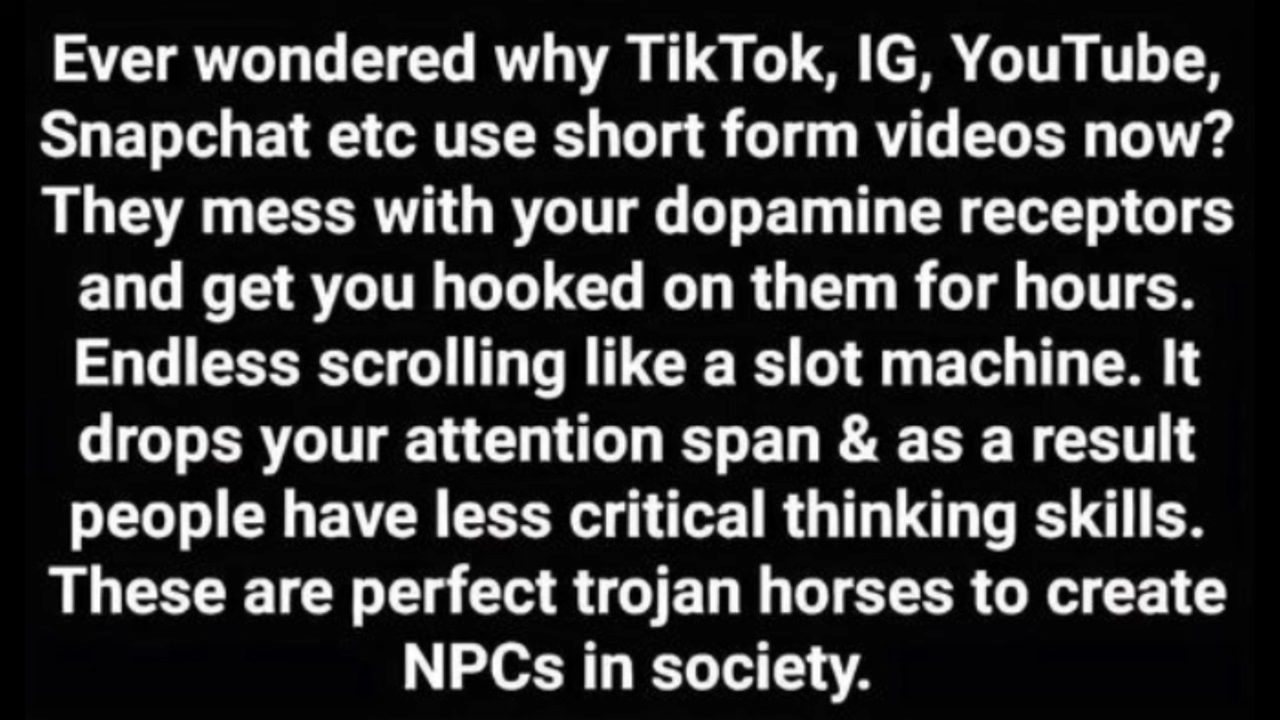 Ever wondered why TikTok, IG, YouTube,
Snapchat etc use short form videos now?
They mess with your dopamine receptors
and get you hooked on them for hours.
Endless scrolling like a slot machine. It
drops your attention span & as a result
people have less critical thinking skills.
These are perfect trojan horses to create
NPCs in society.